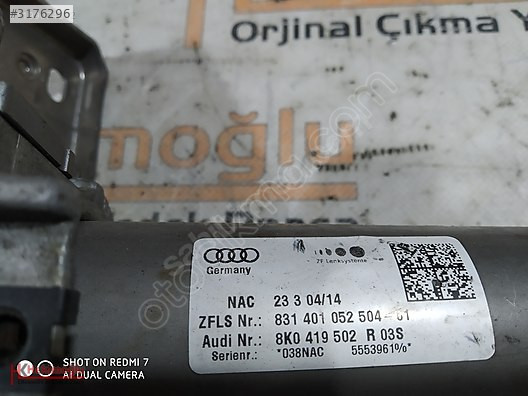 #3176296
Orjinal Çıkma Y
moğlu
Germany
ZF Lenksysteme
NAC 23 3 04/14
ZFLS Nr.: 831 401 052 504-61
Audi Nr.: 8K0 419 502 R 03S
Serienr.: *038NAC 5553961%*
SHOT ON REDMI 7
AI DUAL CAMERA